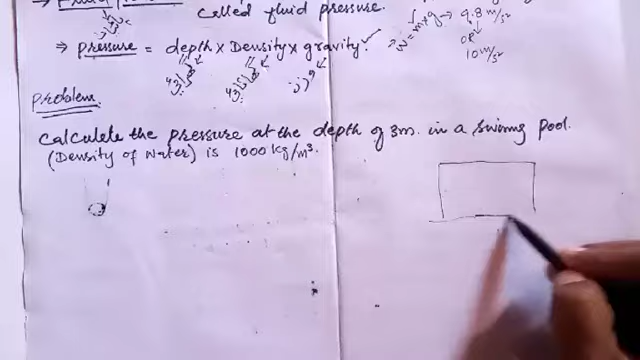 called fluid pressure.
⇒ pressure = depth × Density × gravity.
w = m×g → 9.8 m/s²
OR
10 m/s²
Problem
Calculate the pressure at the depth of 3m. in a swimng pool.
(Density of water) is 1000 kg/m³.